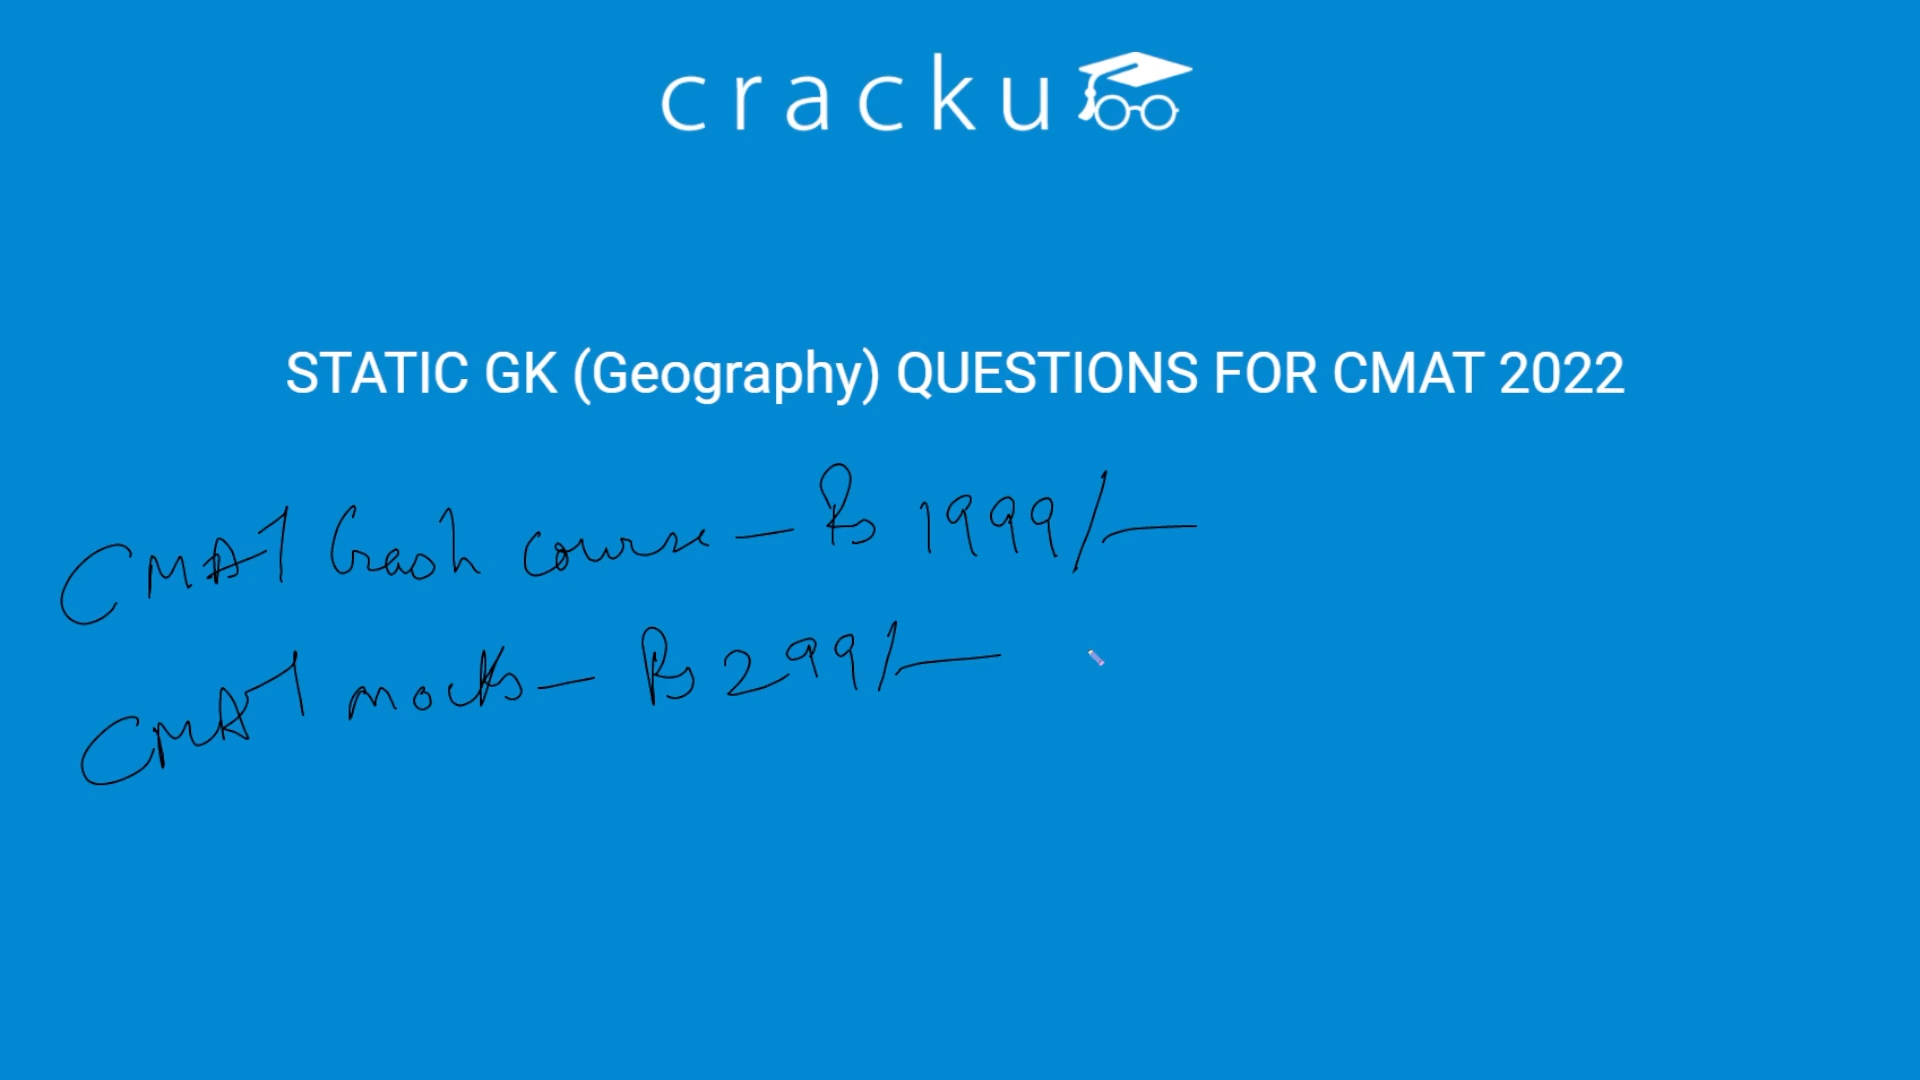 cracku
STATIC GK (Geography) QUESTIONS FOR CMAT 2022
CMAT Crash course - Rs 1999/-
CMAT mocks - Rs 299/-